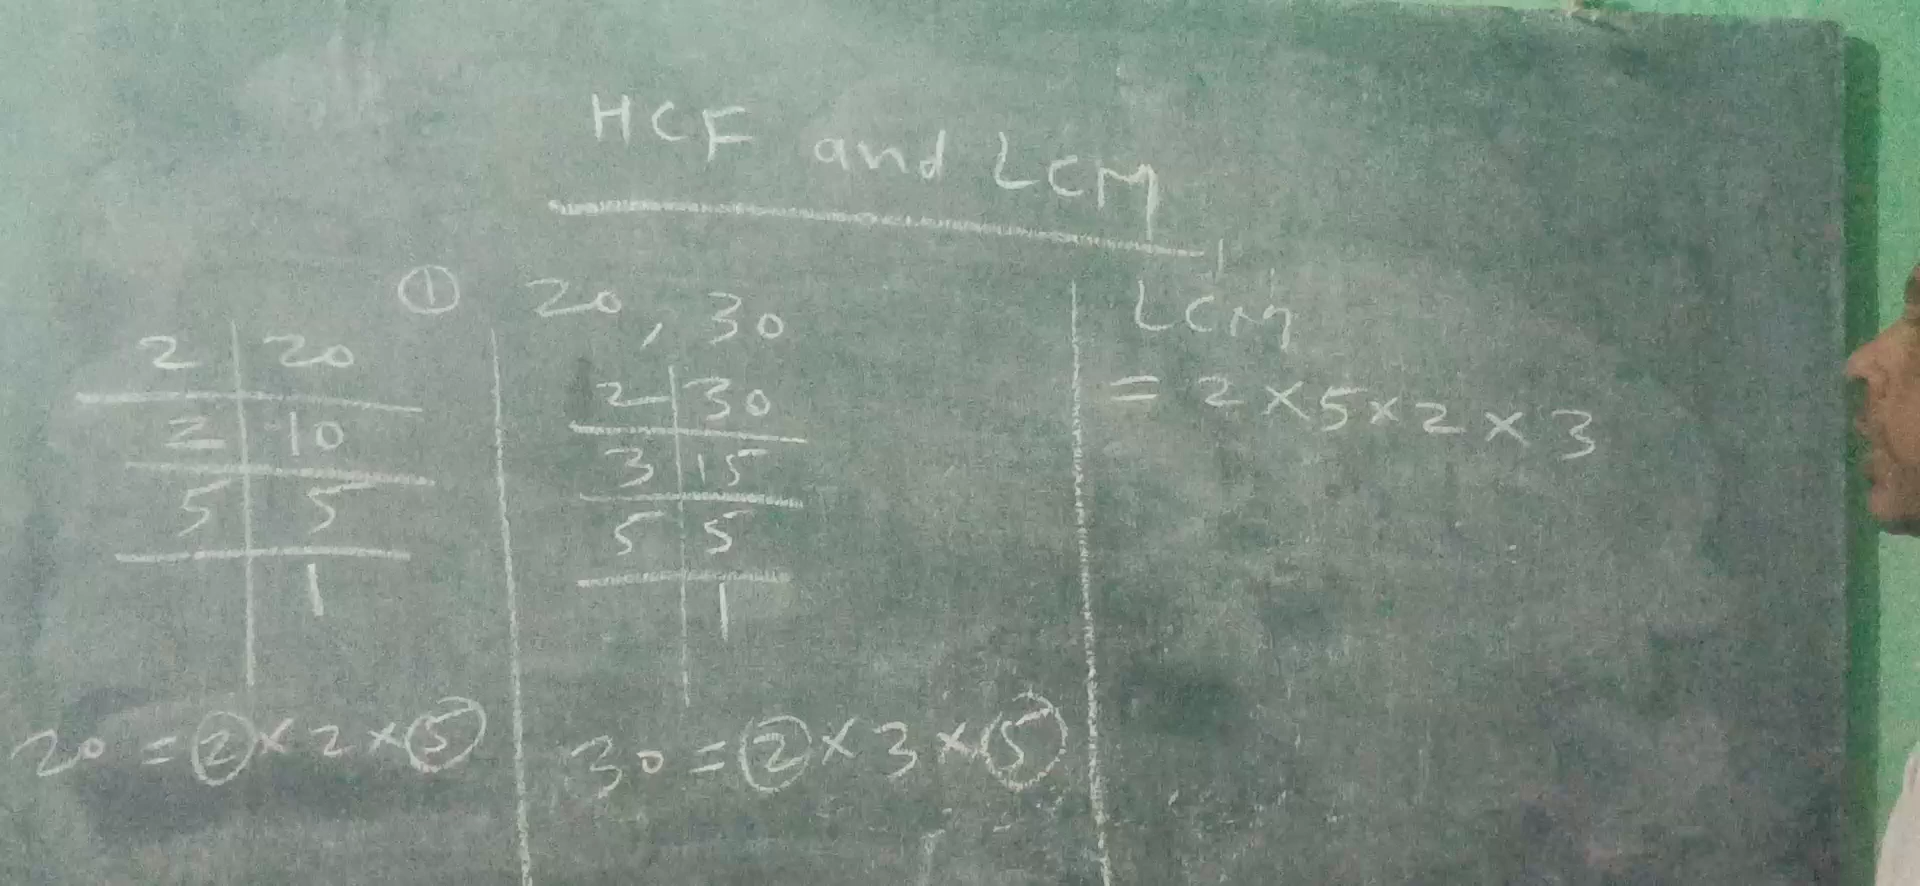 HCF and LCM
① 20, 30
2 | 20
2 | 10
5 | 5
1
20 = 2 × 2 × 5
2 | 30
3 | 15
5 | 5
1
30 = 2 × 3 × 5
LCM
= 2 × 5 × 2 × 3